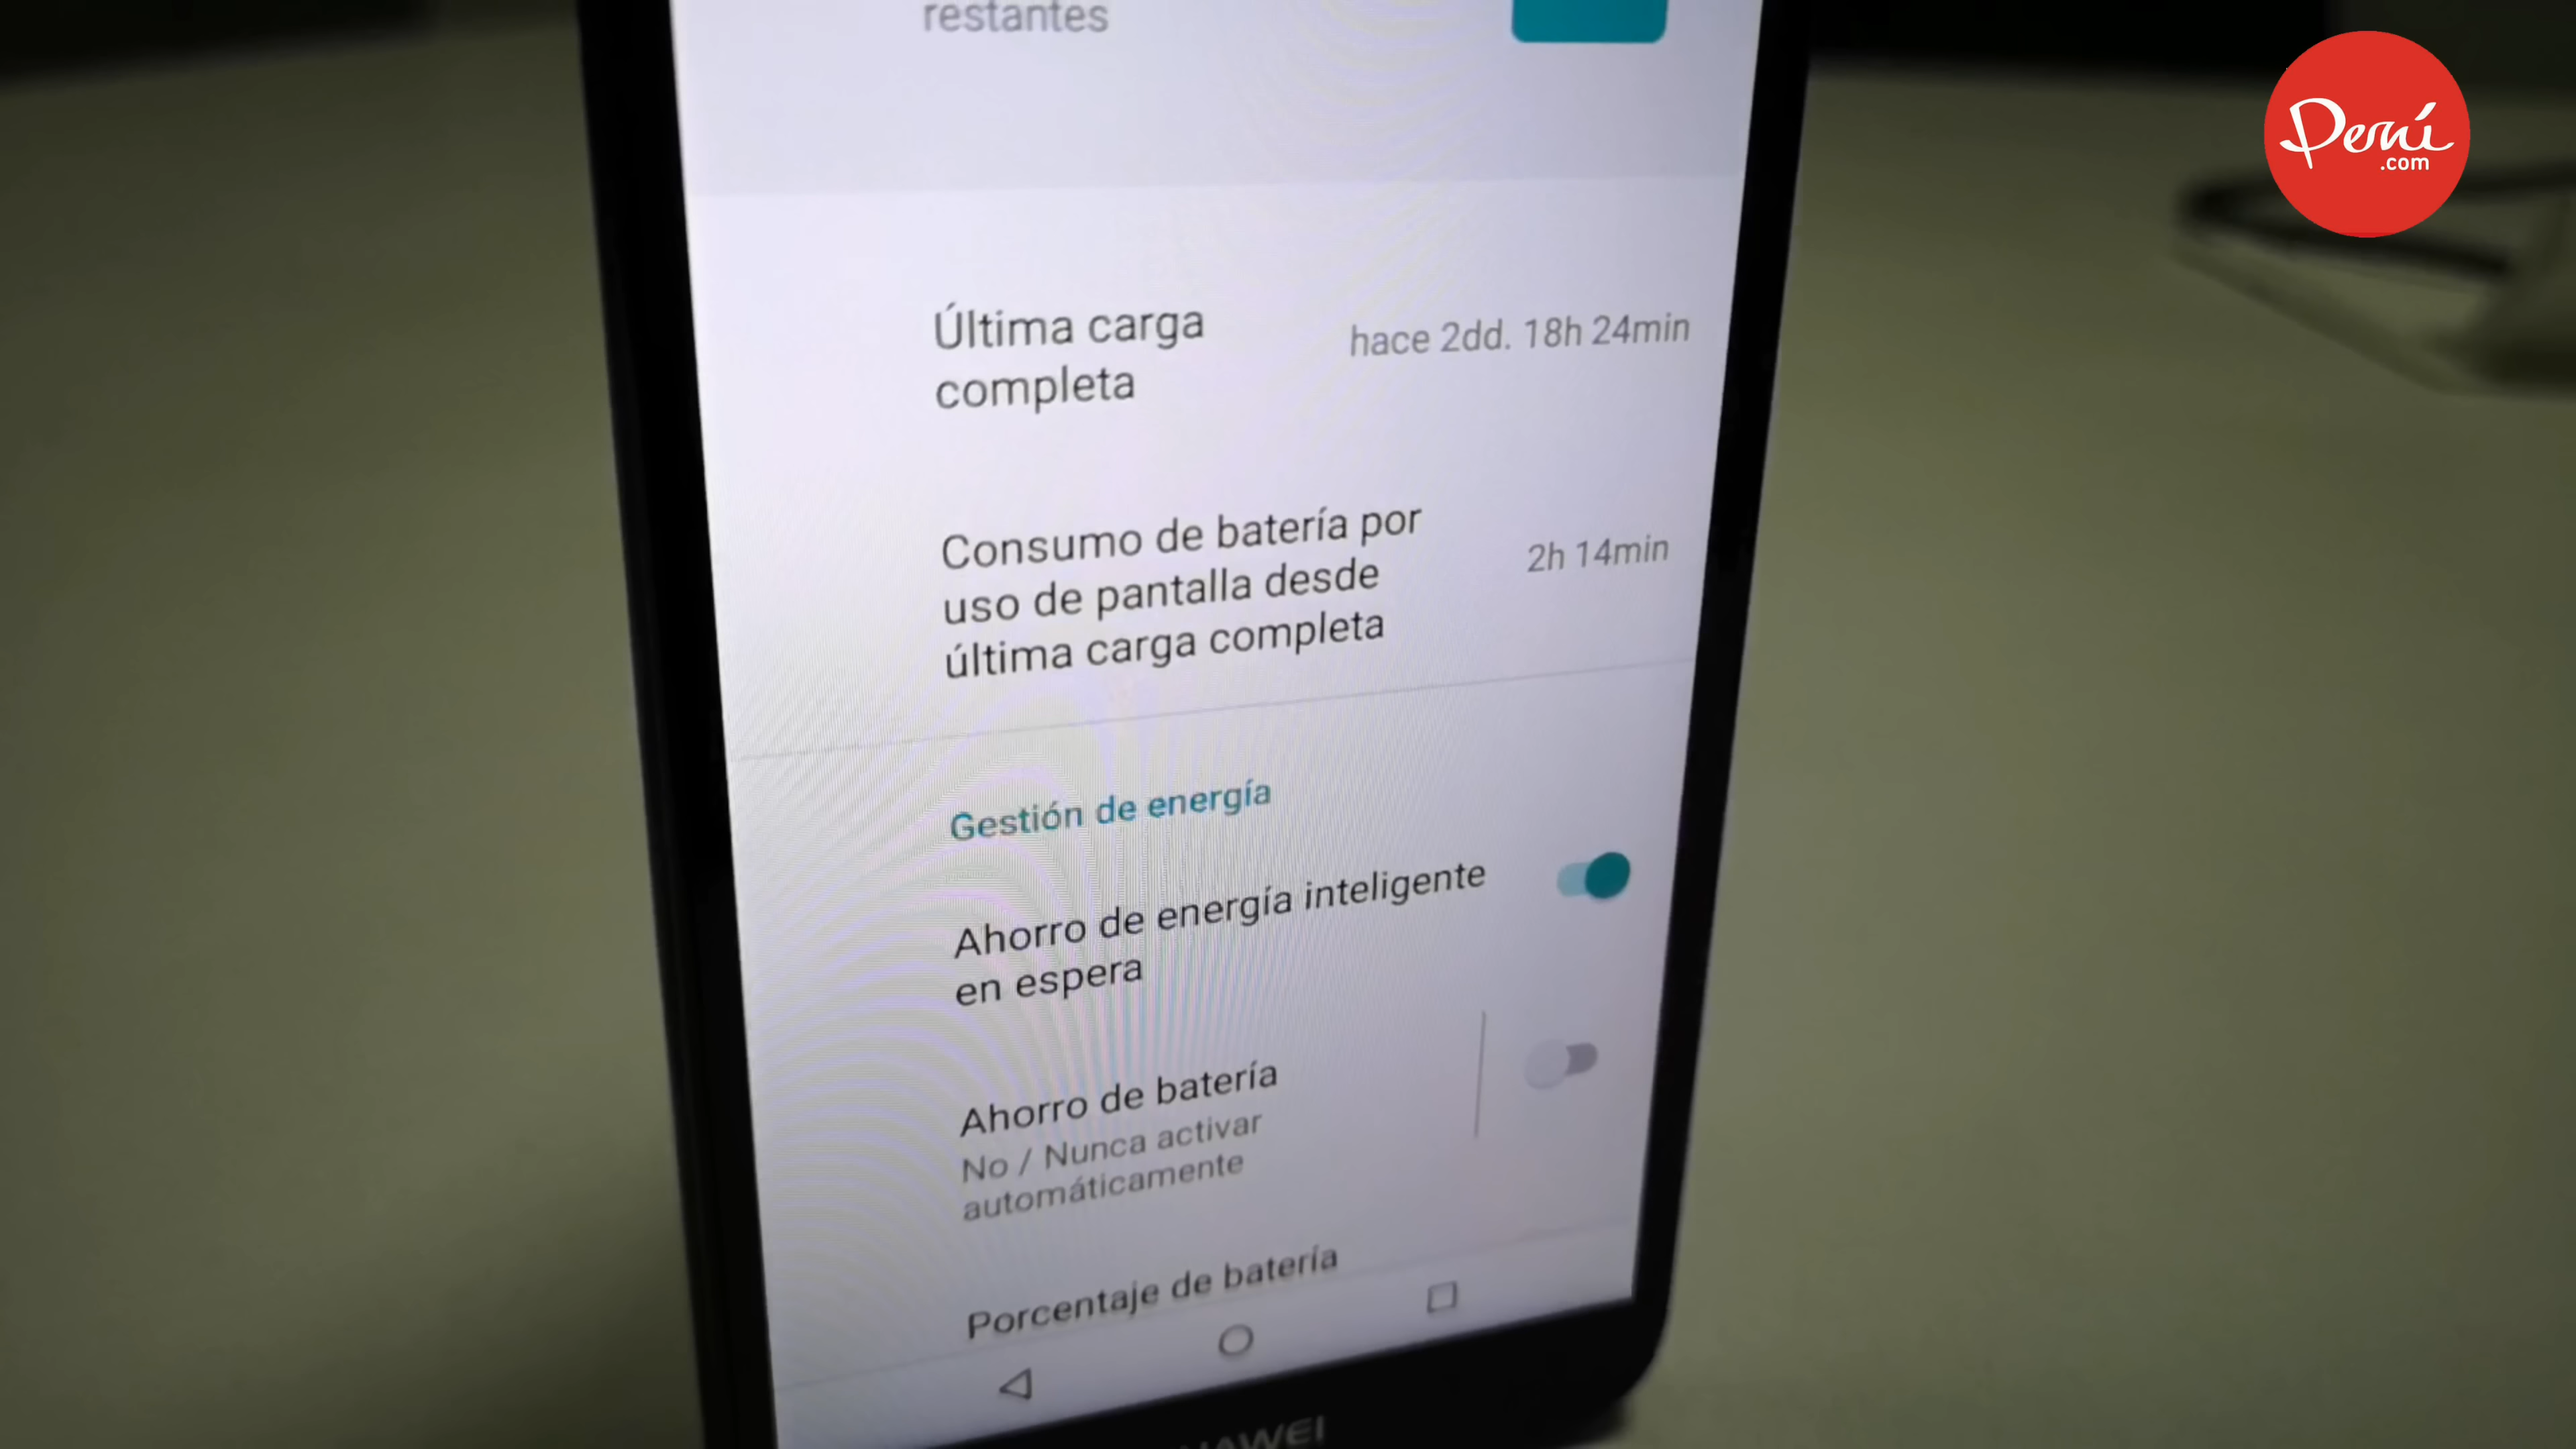 restantes
Perú
.com
Última carga
completa
hace 2dd. 18h 24min
Consumo de batería por
uso de pantalla desde
última carga completa
2h 14min
Gestión de energía
Ahorro de energía inteligente
en espera
Ahorro de batería
No / Nunca activar
automáticamente
Porcentaje de batería
HUAWEI